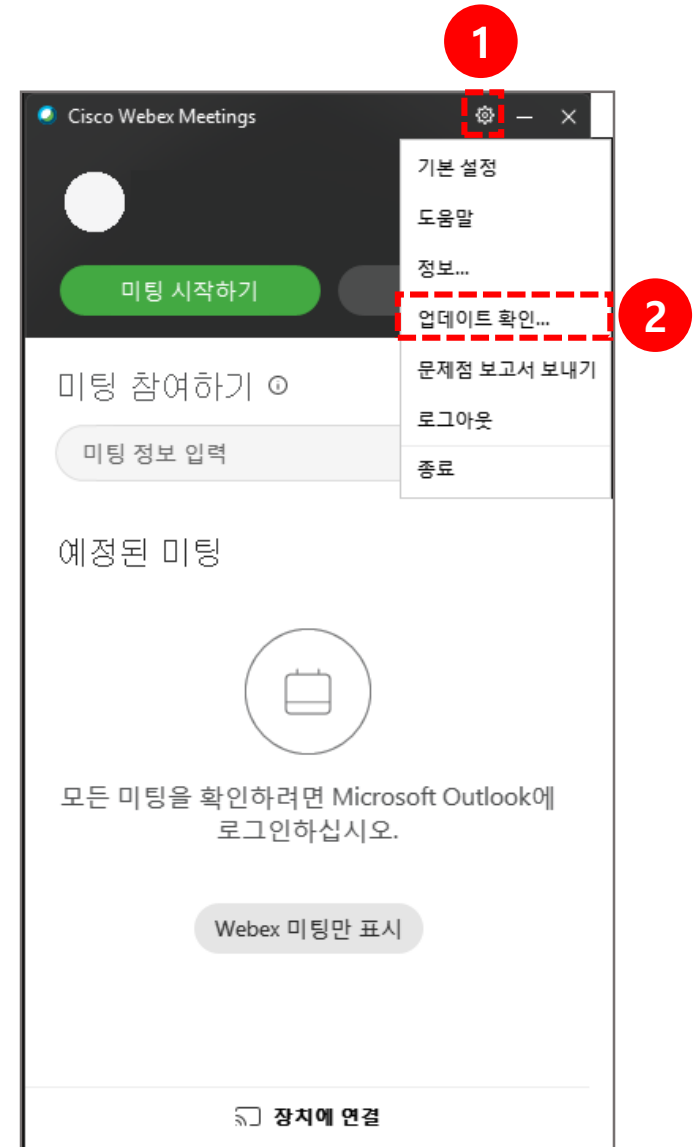 1
Cisco Webex Meetings
기본 설정
도움말
정보...
미팅 시작하기
업데이트 확인...
2
문제점 보고서 보내기
미팅 참여하기
로그아웃
미팅 정보 입력
종료
예정된 미팅
모든 미팅을 확인하려면 Microsoft Outlook에
로그인하십시오.
Webex 미팅만 표시
장치에 연결